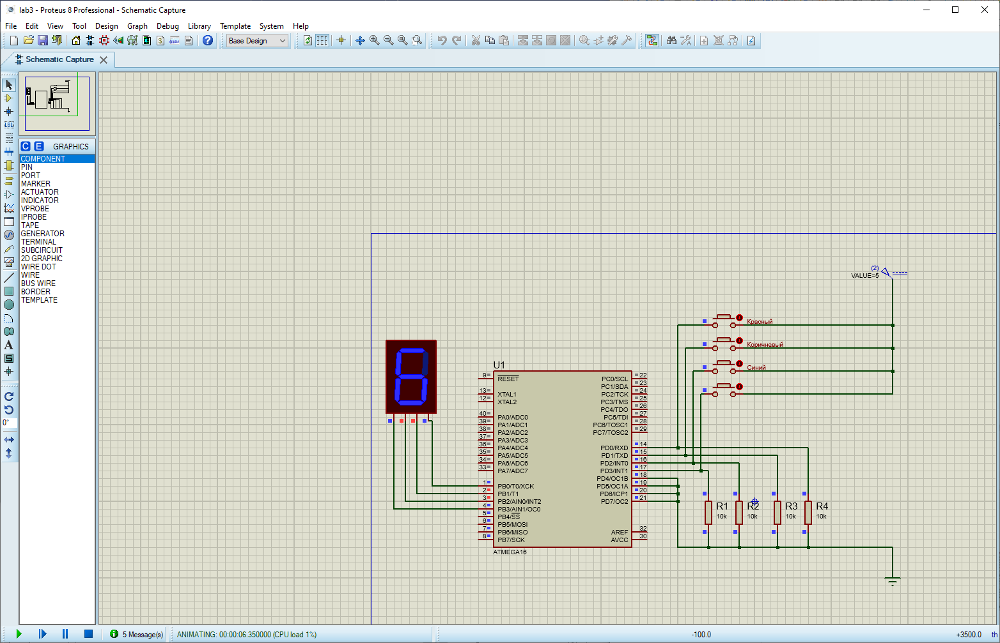 lab3 - Proteus 8 Professional - Schematic Capture
File Edit View Tool Design Graph Debug Library Template System Help
Base Design
Schematic Capture
C E GRAPHICS
COMPONENT
PIN
PORT
MARKER
ACTUATOR
INDICATOR
VPROBE
IPROBE
TAPE
GENERATOR
TERMINAL
SUBCIRCUIT
2D GRAPHIC
WIRE DOT
WIRE
BUS WIRE
BORDER
TEMPLATE
LBL
A
S
0°
(2)
VALUE=5
Красный
Коричневый
Синий
U1
9 RESET
13 XTAL1
12 XTAL2
40 PA0/ADC0
39 PA1/ADC1
38 PA2/ADC2
37 PA3/ADC3
36 PA4/ADC4
35 PA5/ADC5
34 PA6/ADC6
33 PA7/ADC7
1 PB0/T0/XCK
2 PB1/T1
3 PB2/AIN0/INT2
4 PB3/AIN1/OC0
5 PB4/SS
6 PB5/MOSI
7 PB6/MISO
8 PB7/SCK
PC0/SCL 22
PC1/SDA 23
PC2/TCK 24
PC3/TMS 25
PC4/TDO 26
PC5/TDI 27
PC6/TOSC1 28
PC7/TOSC2 29
PD0/RXD 14
PD1/TXD 15
PD2/INT0 16
PD3/INT1 17
PD4/OC1B 18
PD5/OC1A 19
PD6/ICP1 20
PD7/OC2 21
AREF 32
AVCC 30
ATMEGA16
R1
10k
R2
10k
R3
10k
R4
10k
5 Message(s) ANIMATING: 00:00:06.350000 (CPU load 1%) -100.0 +3500.0 th